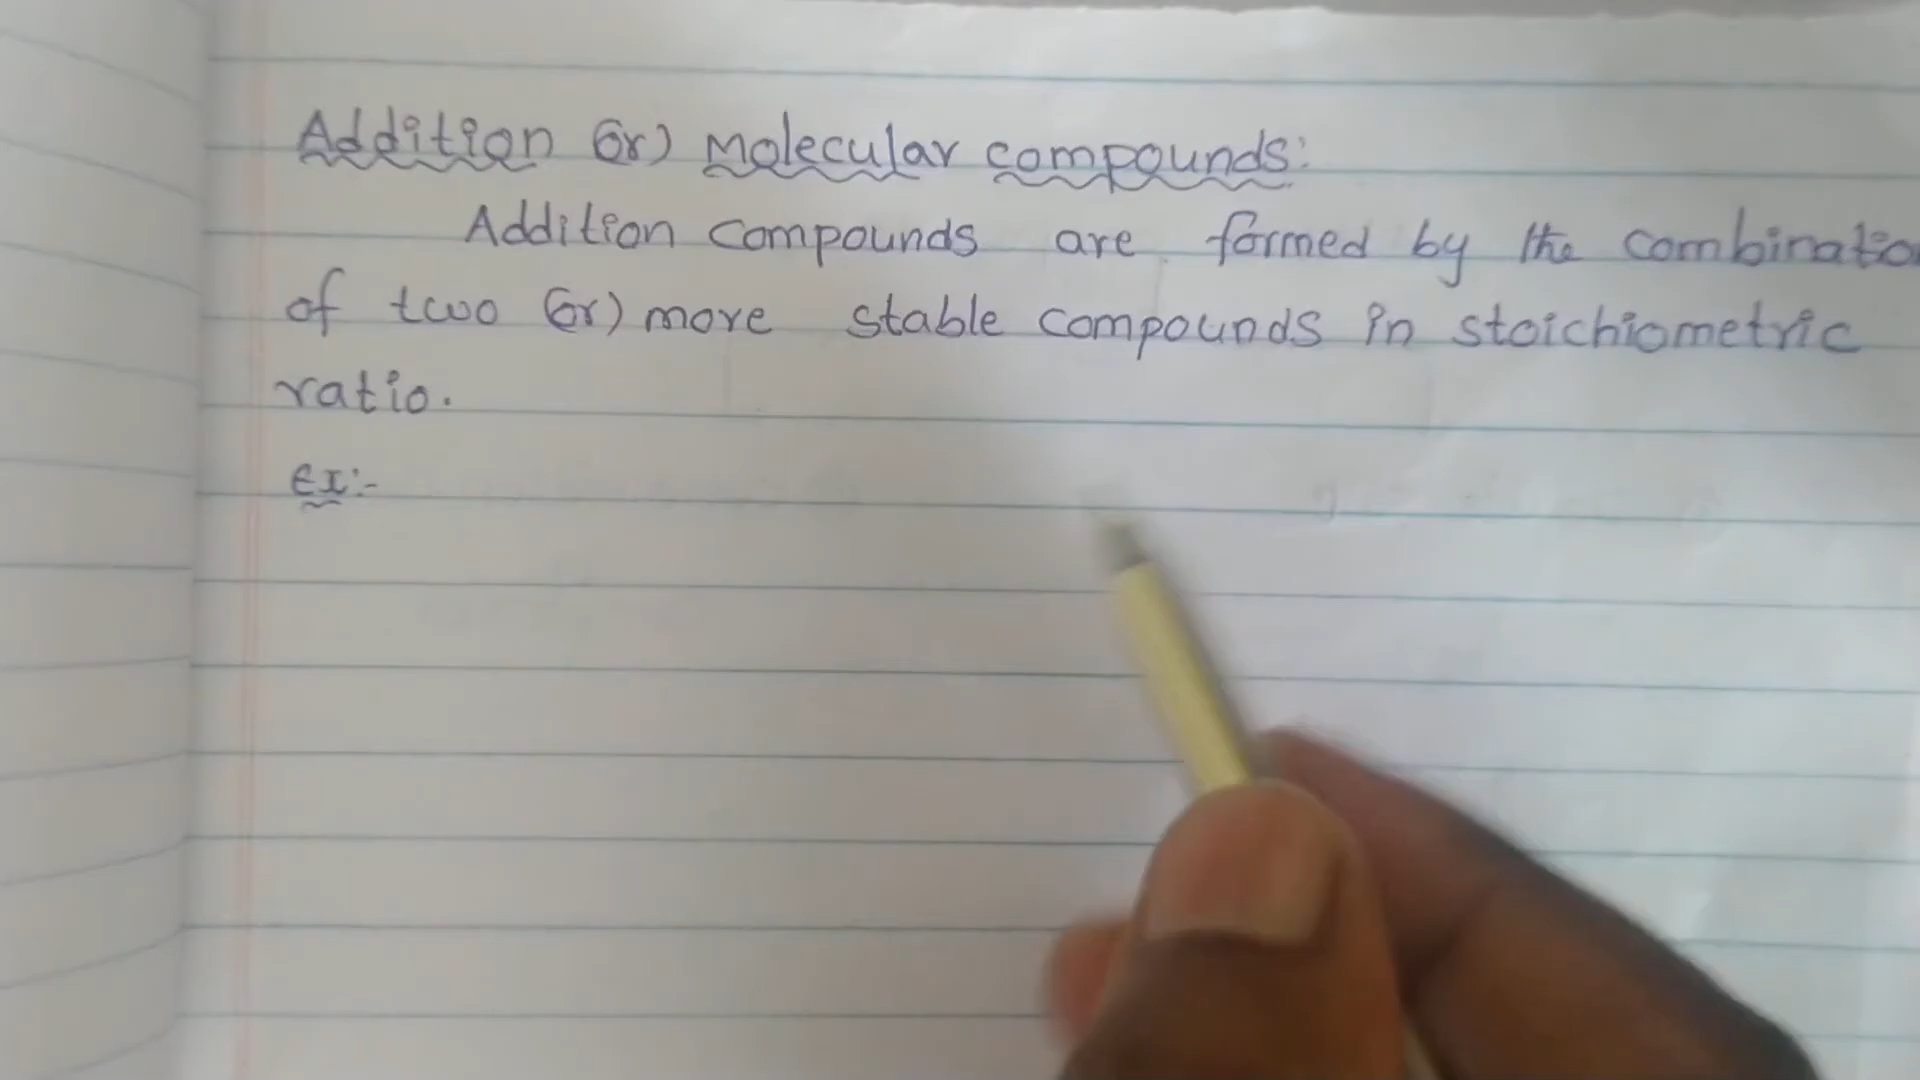 Addition (or) Molecular compounds:
Addition compounds are formed by the combinatio
of two (or) more stable compounds in stoichiometric
ratio.
Ex:-